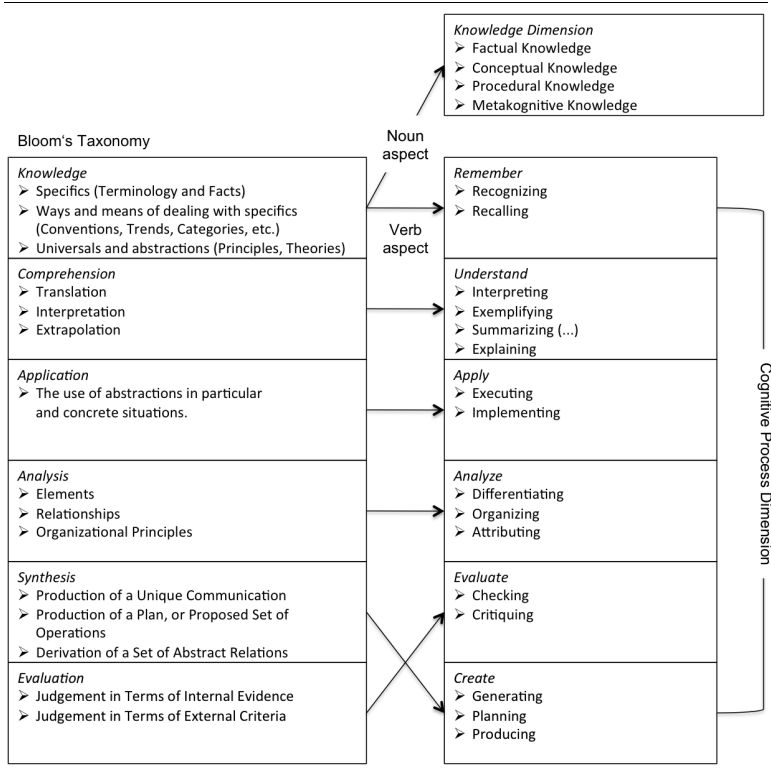 Knowledge Dimension
➢ Factual Knowledge
➢ Conceptual Knowledge
➢ Procedural Knowledge
➢ Metakognitive Knowledge
Bloom‘s Taxonomy
Noun
aspect
Verb
aspect
Knowledge
➢ Specifics (Terminology and Facts)
➢ Ways and means of dealing with specifics
(Conventions, Trends, Categories, etc.)
➢ Universals and abstractions (Principles, Theories)
Comprehension
➢ Translation
➢ Interpretation
➢ Extrapolation
Application
➢ The use of abstractions in particular
and concrete situations.
Analysis
➢ Elements
➢ Relationships
➢ Organizational Principles
Synthesis
➢ Production of a Unique Communication
➢ Production of a Plan, or Proposed Set of
Operations
➢ Derivation of a Set of Abstract Relations
Evaluation
➢ Judgement in Terms of Internal Evidence
➢ Judgement in Terms of External Criteria
Remember
➢ Recognizing
➢ Recalling
Understand
➢ Interpreting
➢ Exemplifying
➢ Summarizing (...)
➢ Explaining
Apply
➢ Executing
➢ Implementing
Analyze
➢ Differentiating
➢ Organizing
➢ Attributing
Evaluate
➢ Checking
➢ Critiquing
Create
➢ Generating
➢ Planning
➢ Producing
Cognitive Process Dimension